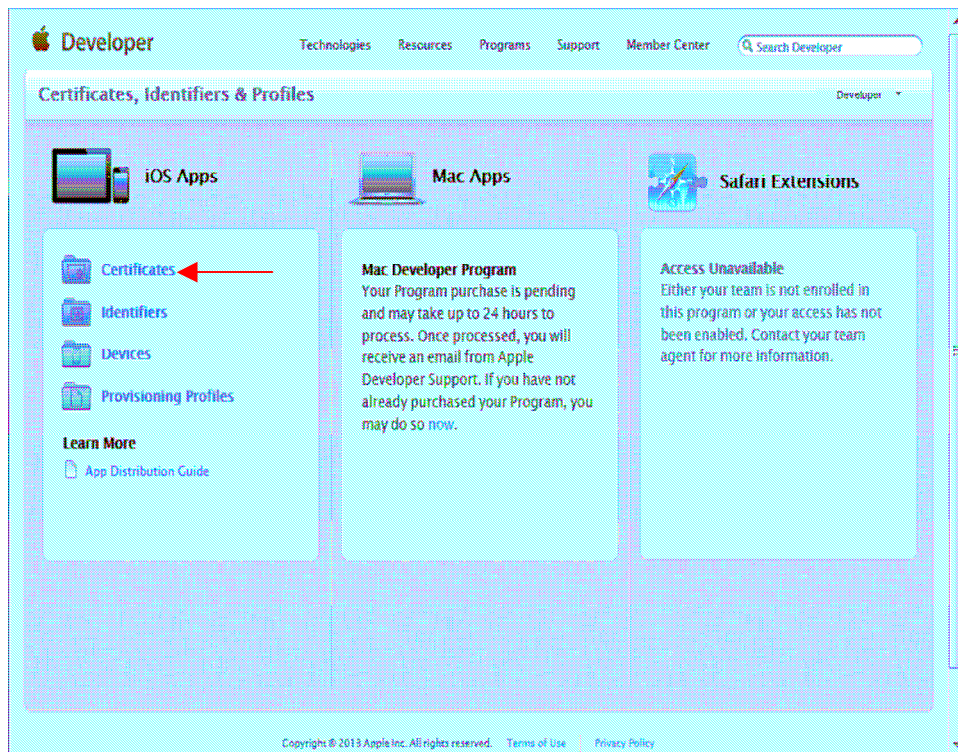 Developer
Technologies Resources Programs Support Member Center Search Developer
Certificates, Identifiers & Profiles
Developer
iOS Apps
Certificates
Identifiers
Devices
Provisioning Profiles
Learn More
App Distribution Guide
Mac Apps
Mac Developer Program
Your Program purchase is pending
and may take up to 24 hours to
process. Once processed, you will
receive an email from Apple
Developer Support. If you have not
already purchased your Program, you
may do so now.
Safari Extensions
Access Unavailable
Either your team is not enrolled in
this program or your access has not
been enabled. Contact your team
agent for more information.
Copyright © 2013 Apple Inc. All rights reserved. Terms of Use Privacy Policy